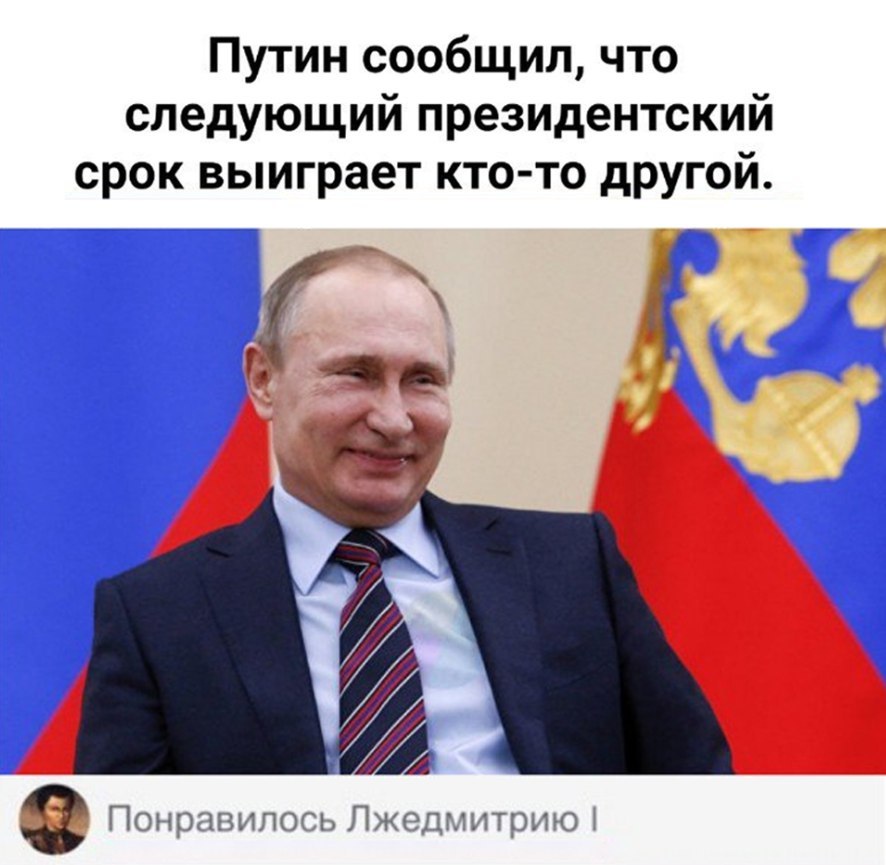 Путин сообщил, что
следующий президентский
срок выиграет кто-то другой.
Понравилось Лжедмитрию I